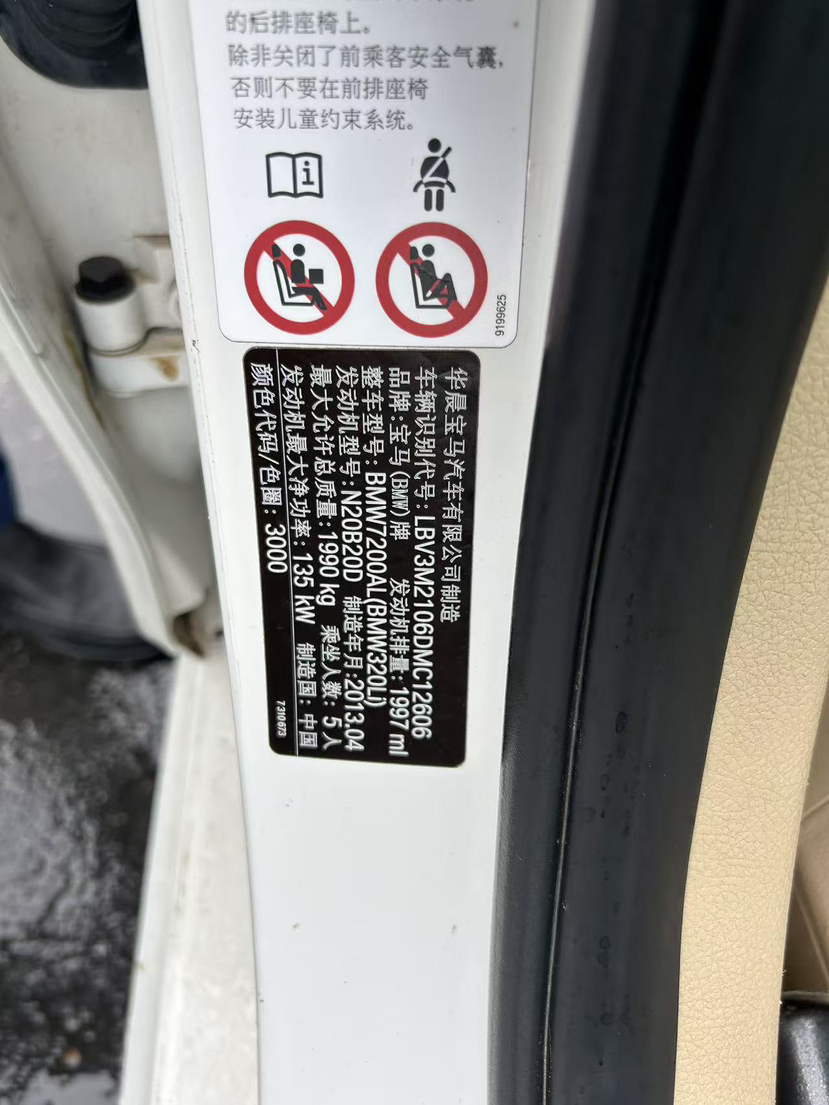 的后排座椅上。
除非关闭了前乘客安全气囊，
否则不要在前排座椅
安装儿童约束系统。
9199625
华晨宝马汽车有限公司制造
车辆识别代号：LBV3M2106DMC12606
品牌：宝马(BMW)牌 发动机排量：1997 ml
整车型号：BMW7200AL(BMW320Li)
发动机型号：N20B20D 制造年月：2013.04
最大允许总质量：1990 kg 乘坐人数：5 人
发动机最大净功率：135 kW 制造国：中国
颜色代码/色圈：3000
7310673